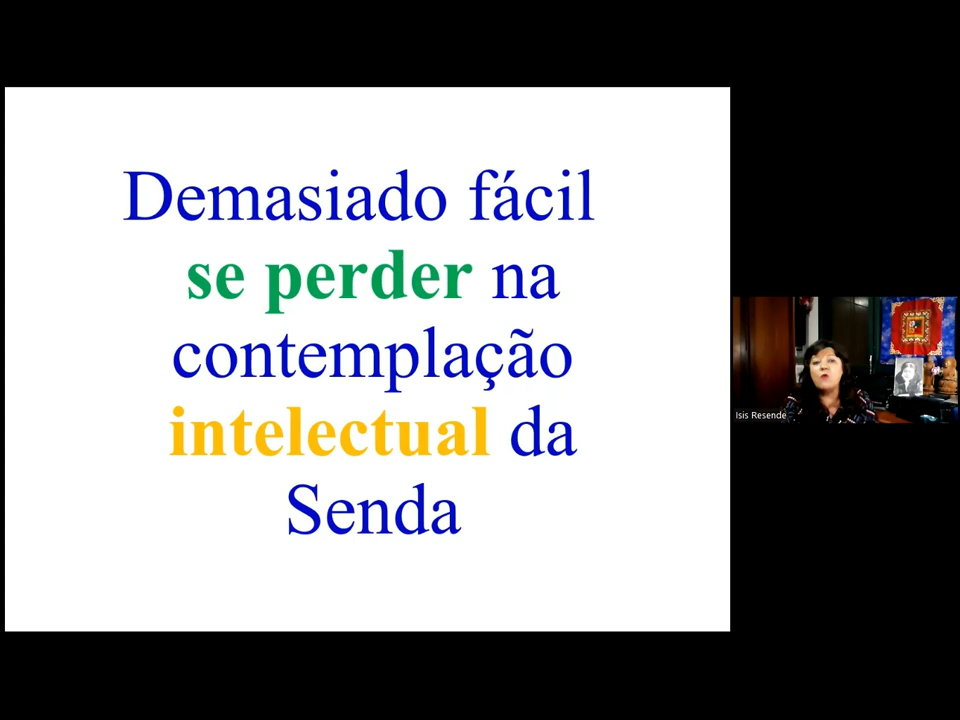 Demasiado fácil
se perder na
contemplação
intelectual da
Senda
Isis Resende